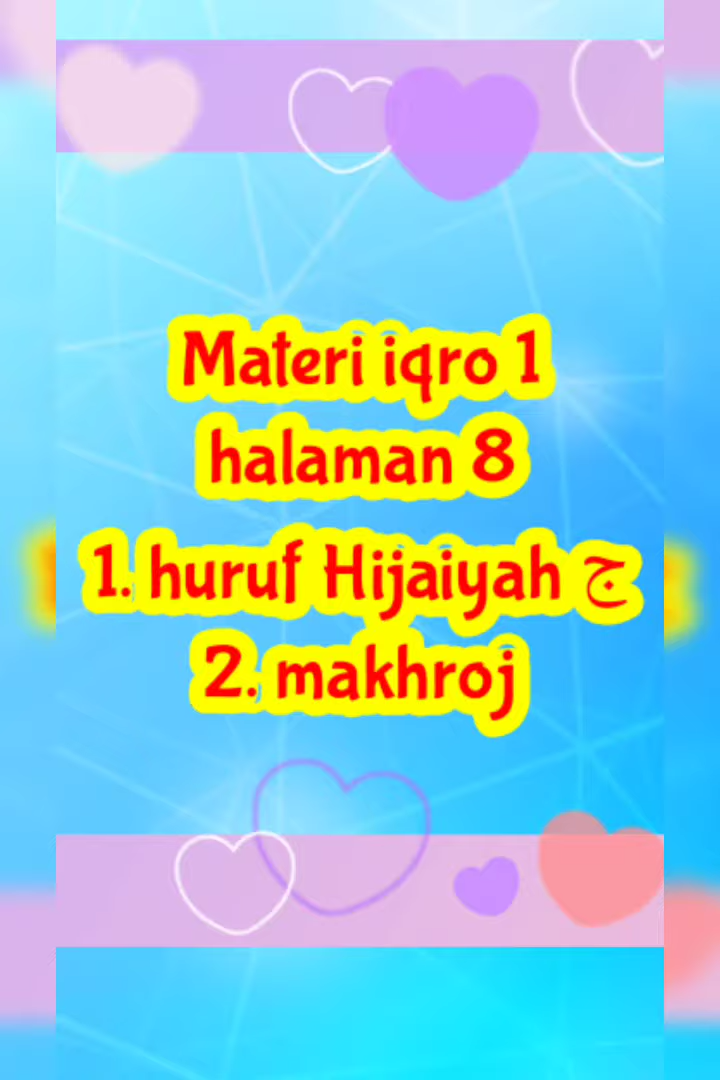 Materi iqro 1
halaman 8
1. huruf Hijaiyah ج
2. makhroj